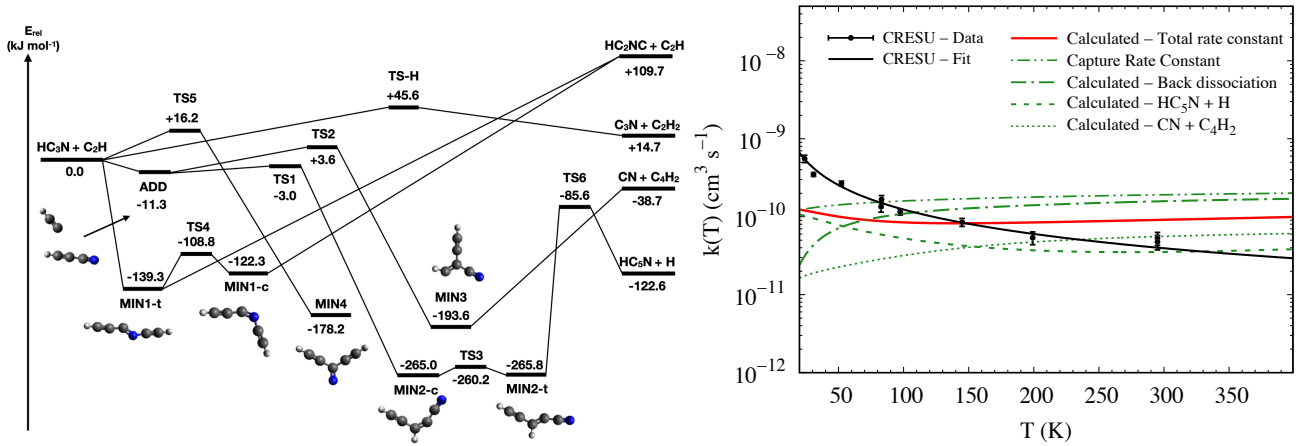 E_rel
(kJ mol⁻¹)
HC₂NC + C₂H
+109.7
TS-H
+45.6
TS5
+16.2
TS2
+3.6
C₃N + C₂H₂
+14.7
HC₃N + C₂H
0.0
ADD
-11.3
TS1
-3.0
TS6
-85.6
CN + C₄H₂
-38.7
TS4
-108.8
-139.3
MIN1-t
-122.3
MIN1-c
HC₅N + H
-122.6
MIN4
-178.2
MIN3
-193.6
-265.0
MIN2-c
TS3
-260.2
-265.8
MIN2-t
k(T) (cm³ s⁻¹)
10⁻⁸
10⁻⁹
10⁻¹⁰
10⁻¹¹
10⁻¹²
CRESU – Data
CRESU – Fit
Calculated – Total rate constant
Capture Rate Constant
Calculated – Back dissociation
Calculated – HC₅N + H
Calculated – CN + C₄H₂
50 100 150 200 250 300 350
T (K)